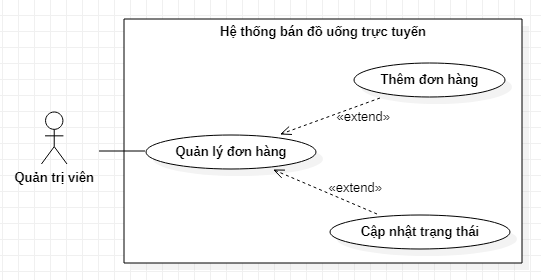 Hệ thống bán đồ uống trực tuyến
Thêm đơn hàng
«extend»
Quản lý đơn hàng
Quản trị viên
«extend»
Cập nhật trạng thái